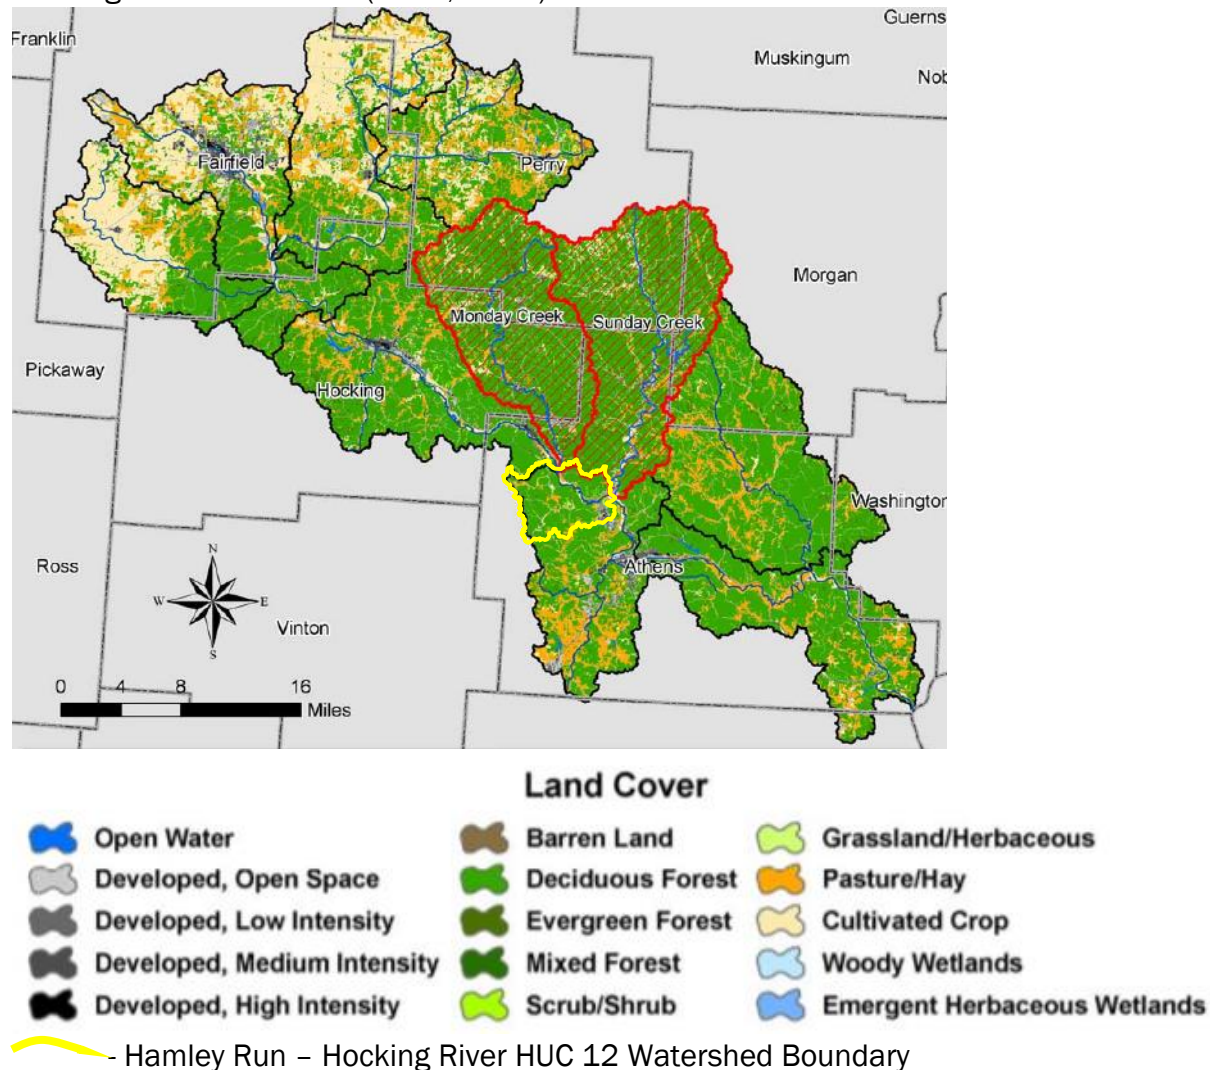 Franklin
Guerns
Muskingum
Nob
Fairfield
Perry
Morgan
Monday Creek
Sunday Creek
Pickaway
Hocking
Washington
Ross
Athens
N
W E
S
Vinton
0 4 8 16
Miles
Land Cover
Open Water
Developed, Open Space
Developed, Low Intensity
Developed, Medium Intensity
Developed, High Intensity
Barren Land
Deciduous Forest
Evergreen Forest
Mixed Forest
Scrub/Shrub
Grassland/Herbaceous
Pasture/Hay
Cultivated Crop
Woody Wetlands
Emergent Herbaceous Wetlands
- Hamley Run – Hocking River HUC 12 Watershed Boundary